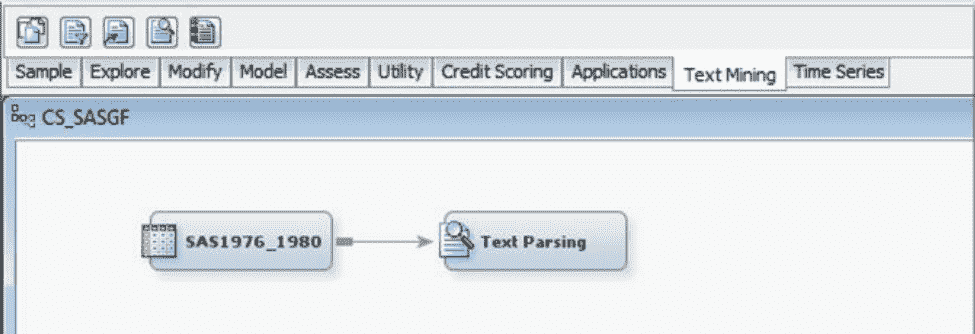 Sample Explore Modify Model Assess Utility Credit Scoring Applications Text Mining Time Series
CS_SASGF
SAS1976_1980 Text Parsing